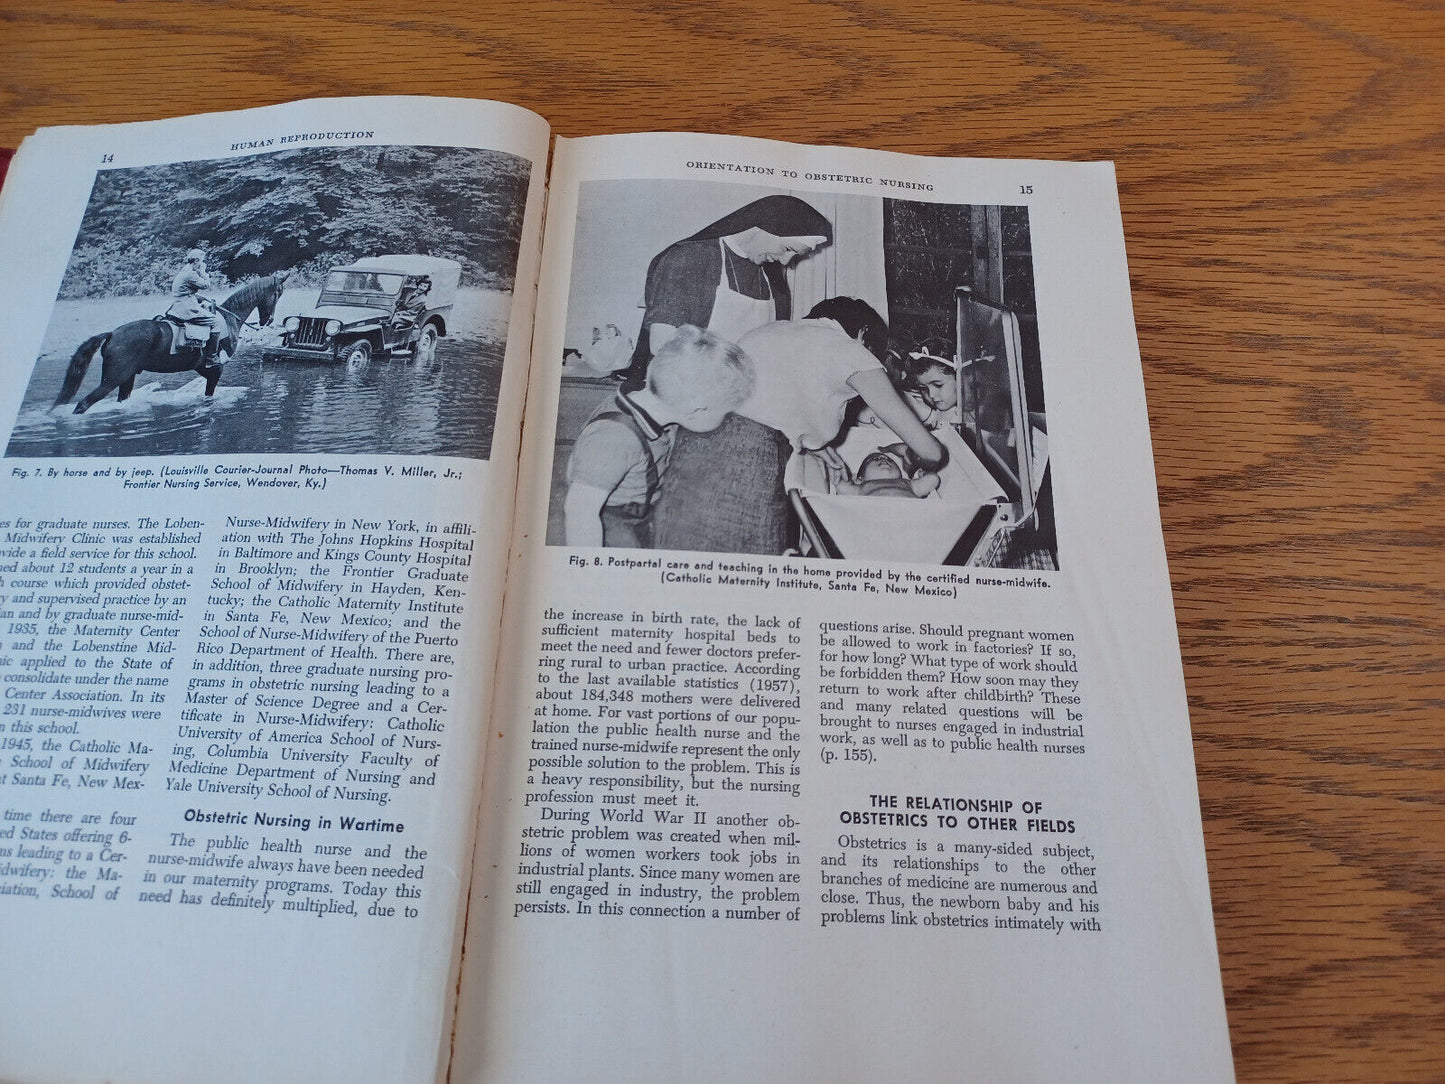 14
HUMAN REPRODUCTION
Fig. 7. By horse and by jeep. (Louisville Courier-Journal Photo—Thomas V. Miller, Jr.;
Frontier Nursing Service, Wendover, Ky.)
es for graduate nurses. The Loben-
Midwifery Clinic was established
vide a field service for this school.
ned about 12 students a year in a
h course which provided obstet-
ry and supervised practice by an
ian and by graduate nurse-mid-
1935, the Maternity Center
n and the Lobenstine Mid-
nic applied to the State of
consolidate under the name
Center Association. In its
231 nurse-midwives were
n this school.
1945, the Catholic Ma-
School of Midwifery
at Santa Fe, New Mex-
time there are four
ed States offering 6-
ms leading to a Cer-
idwifery: the Ma-
ciation, School of
Nurse-Midwifery in New York, in affili-
ation with The Johns Hopkins Hospital
in Baltimore and Kings County Hospital
in Brooklyn; the Frontier Graduate
School of Midwifery in Hayden, Ken-
tucky; the Catholic Maternity Institute
in Santa Fe, New Mexico; and the
School of Nurse-Midwifery of the Puerto
Rico Department of Health. There are,
in addition, three graduate nursing pro-
grams in obstetric nursing leading to a
Master of Science Degree and a Cer-
tificate in Nurse-Midwifery: Catholic
University of America School of Nurs-
ing, Columbia University Faculty of
Medicine Department of Nursing and
Yale University School of Nursing.
Obstetric Nursing in Wartime
The public health nurse and the
nurse-midwife always have been needed
in our maternity programs. Today this
need has definitely multiplied, due to
ORIENTATION TO OBSTETRIC NURSING
15
Fig. 8. Postpartal care and teaching in the home provided by the certified nurse-midwife.
(Catholic Maternity Institute, Santa Fe, New Mexico)
the increase in birth rate, the lack of
sufficient maternity hospital beds to
meet the need and fewer doctors prefer-
ring rural to urban practice. According
to the last available statistics (1957),
about 184,348 mothers were delivered
at home. For vast portions of our popu-
lation the public health nurse and the
trained nurse-midwife represent the only
possible solution to the problem. This is
a heavy responsibility, but the nursing
profession must meet it.
During World War II another ob-
stetric problem was created when mil-
lions of women workers took jobs in
industrial plants. Since many women are
still engaged in industry, the problem
persists. In this connection a number of
questions arise. Should pregnant women
be allowed to work in factories? If so,
for how long? What type of work should
be forbidden them? How soon may they
return to work after childbirth? These
and many related questions will be
brought to nurses engaged in industrial
work, as well as to public health nurses
(p. 155).
THE RELATIONSHIP OF
OBSTETRICS TO OTHER FIELDS
Obstetrics is a many-sided subject,
and its relationships to the other
branches of medicine are numerous and
close. Thus, the newborn baby and his
problems link obstetrics intimately with